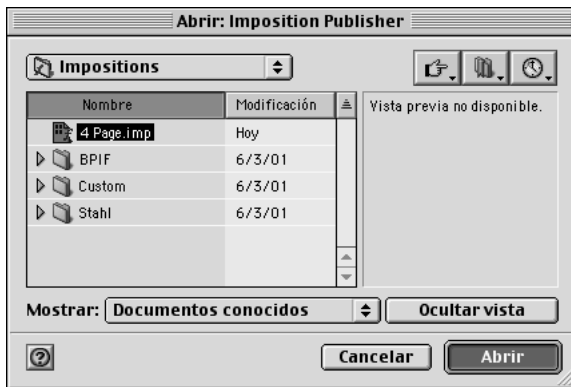 Abrir: Imposition Publisher
Impositions
Nombre Modificación
4 Page.imp Hoy
BPIF 6/3/01
Custom 6/3/01
Stahl 6/3/01
Vista previa no disponible.
Mostrar: Documentos conocidos
Ocultar vista
?
Cancelar Abrir